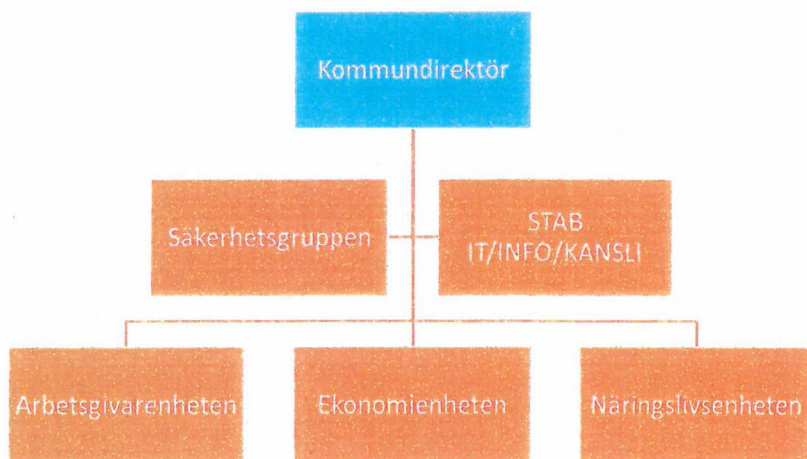 Kommundirektör
Säkerhetsgruppen
STAB
IT/INFO/KANSLI
Arbetsgivarenheten
Ekonomienheten
Näringslivsenheten